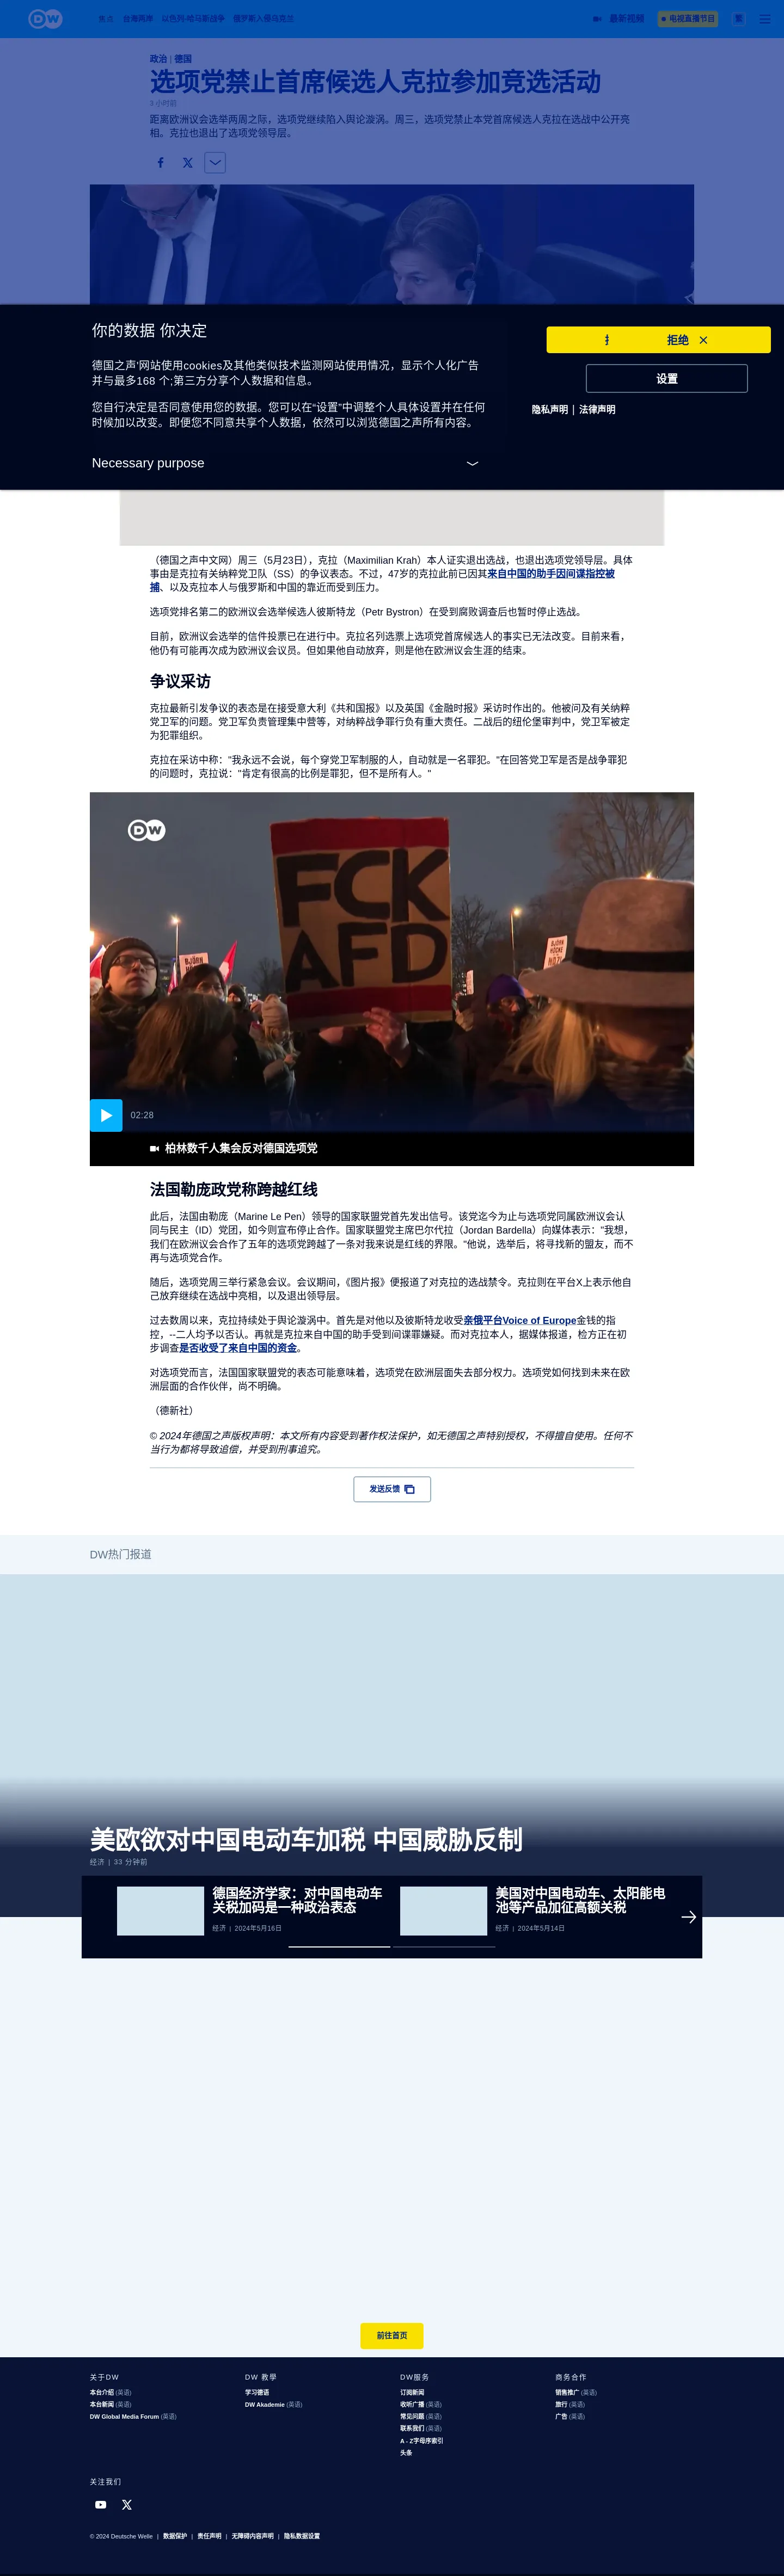 DW
焦点
台海两岸
以色列-哈马斯战争
俄罗斯入侵乌克兰
最新视频
电视直播节目
繁
政治 | 德国
选项党禁止首席候选人克拉参加竞选活动
3 小时前
距离欧洲议会选举两周之际，选项党继续陷入舆论漩涡。周三，选项党禁止本党首席候选人克拉在选战中公开亮
相。克拉也退出了选项党领导层。
你的数据 你决定
德国之声'网站使用cookies及其他类似技术监测网站使用情况，显示个人化广告
并与最多168 个;第三方分享个人数据和信息。
您自行决定是否同意使用您的数据。您可以在“设置”中调整个人具体设置并在任何
时候加以改变。即便您不同意共享个人数据，依然可以浏览德国之声所有内容。
Necessary purpose
拒绝
设置
隐私声明 | 法律声明
（德国之声中文网）周三（5月23日），克拉（Maximilian Krah）本人证实退出选战，也退出选项党领导层。具体
事由是克拉有关纳粹党卫队（SS）的争议表态。不过，47岁的克拉此前已因其来自中国的助手因间谍指控被
捕、以及克拉本人与俄罗斯和中国的靠近而受到压力。
选项党排名第二的欧洲议会选举候选人彼斯特龙（Petr Bystron）在受到腐败调查后也暂时停止选战。
目前，欧洲议会选举的信件投票已在进行中。克拉名列选票上选项党首席候选人的事实已无法改变。目前来看，
他仍有可能再次成为欧洲议会议员。但如果他自动放弃，则是他在欧洲议会生涯的结束。
争议采访
克拉最新引发争议的表态是在接受意大利《共和国报》以及英国《金融时报》采访时作出的。他被问及有关纳粹
党卫军的问题。党卫军负责管理集中营等，对纳粹战争罪行负有重大责任。二战后的纽伦堡审判中，党卫军被定
为犯罪组织。
克拉在采访中称："我永远不会说，每个穿党卫军制服的人，自动就是一名罪犯。"在回答党卫军是否是战争罪犯
的问题时，克拉说："肯定有很高的比例是罪犯，但不是所有人。"
DW
FCK
AFD
BJÖRN
HÖCKE
02:28
柏林数千人集会反对德国选项党
法国勒庞政党称跨越红线
此后，法国由勒庞（Marine Le Pen）领导的国家联盟党首先发出信号。该党迄今为止与选项党同属欧洲议会认
同与民主（ID）党团，如今则宣布停止合作。国家联盟党主席巴尔代拉（Jordan Bardella）向媒体表示："我想，
我们在欧洲议会合作了五年的选项党跨越了一条对我来说是红线的界限。"他说，选举后，将寻找新的盟友，而不
再与选项党合作。
随后，选项党周三举行紧急会议。会议期间，《图片报》便报道了对克拉的选战禁令。克拉则在平台X上表示他自
己放弃继续在选战中亮相，以及退出领导层。
过去数周以来，克拉持续处于舆论漩涡中。首先是对他以及彼斯特龙收受亲俄平台Voice of Europe金钱的指
控，--二人均予以否认。再就是克拉来自中国的助手受到间谍罪嫌疑。而对克拉本人，据媒体报道，检方正在初
步调查是否收受了来自中国的资金。
对选项党而言，法国国家联盟党的表态可能意味着，选项党在欧洲层面失去部分权力。选项党如何找到未来在欧
洲层面的合作伙伴，尚不明确。
（德新社）
© 2024年德国之声版权声明：本文所有内容受到著作权法保护，如无德国之声特别授权，不得擅自使用。任何不
当行为都将导致追偿，并受到刑事追究。
发送反馈
DW热门报道
美欧欲对中国电动车加税 中国威胁反制
经济 | 33 分钟前
德国经济学家：对中国电动车
关税加码是一种政治表态
经济 | 2024年5月16日
美国对中国电动车、太阳能电
池等产品加征高额关税
经济 | 2024年5月14日
前往首页
关于DW
本台介绍 (英语)
本台新闻 (英语)
DW Global Media Forum (英语)
DW 教學
学习德语
DW Akademie (英语)
DW服务
订阅新闻
收听广播 (英语)
常见问题 (英语)
联系我们 (英语)
A - Z字母序索引
头条
商务合作
销售推广 (英语)
旅行 (英语)
广告 (英语)
关注我们
© 2024 Deutsche Welle | 数据保护 | 责任声明 | 无障碍内容声明 | 隐私数据设置